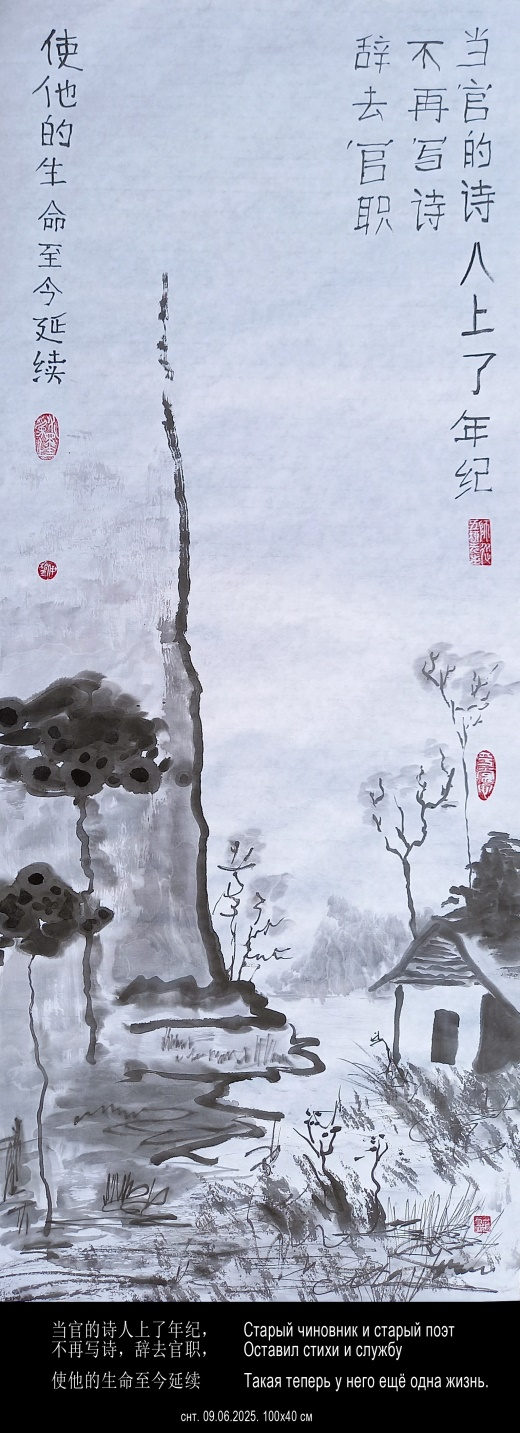 当官的诗人上了年纪
不再写诗
辞去官职
使他的生命至今延续
当官的诗人上了年纪，
不再写诗，辞去官职，
使他的生命至今延续
Старый чиновник и старый поэт
Оставил стихи и службу
Такая теперь у него ещё одна жизнь.
снт. 09.06.2025. 100х40 см